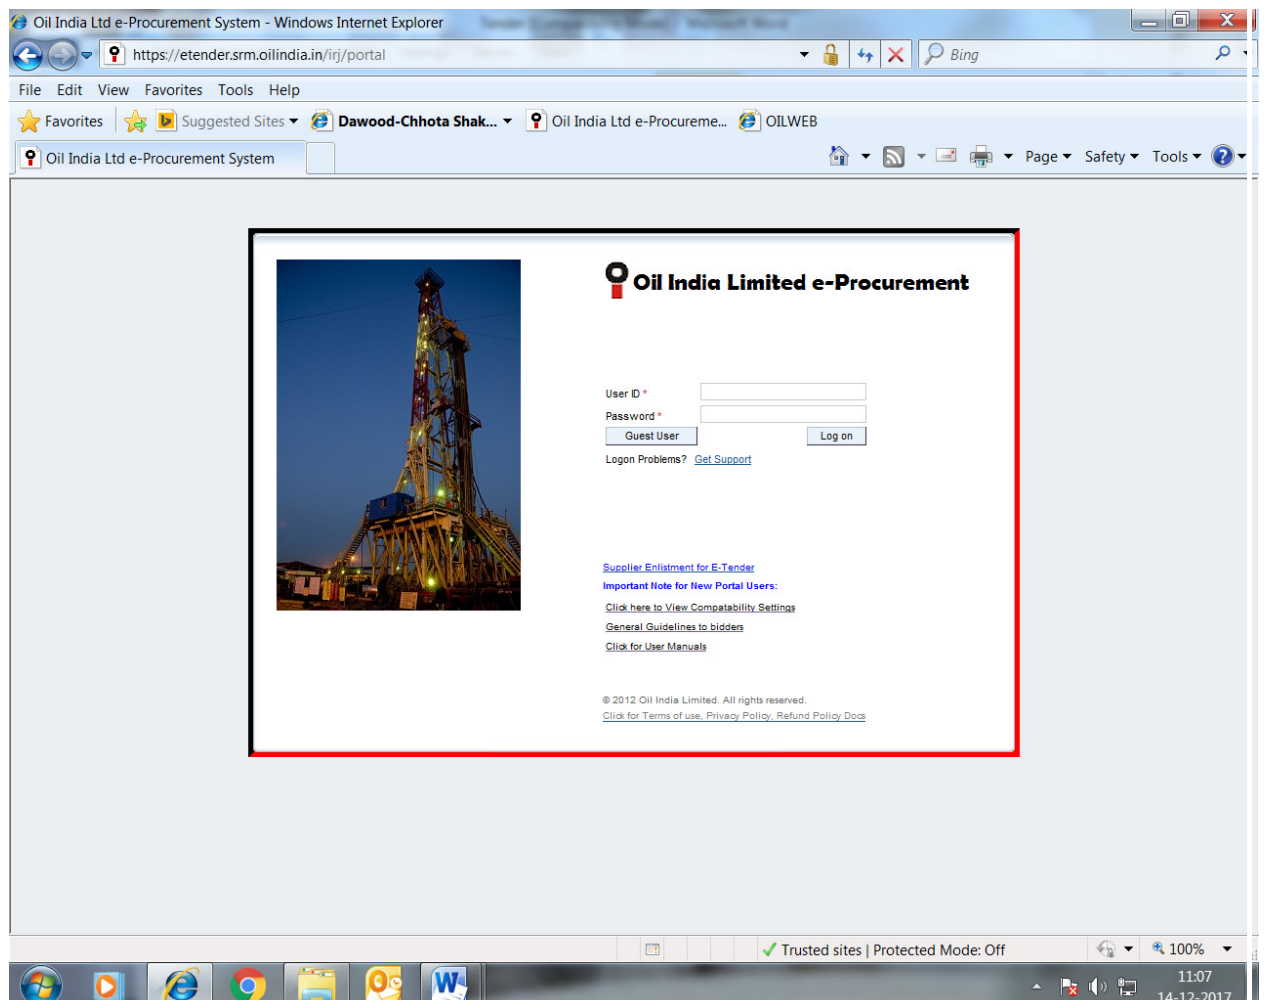 Oil India Ltd e-Procurement System - Windows Internet Explorer
https://etender.srm.oilindia.in/irj/portal
Bing
File Edit View Favorites Tools Help
Favorites Suggested Sites Dawood-Chhota Shak... Oil India Ltd e-Procureme... OILWEB
Oil India Ltd e-Procurement System
Page Safety Tools
Oil India Limited e-Procurement
User ID *
Password *
Guest User Log on
Logon Problems? Get Support
Supplier Enlistment for E-Tender
Important Note for New Portal Users:
Click here to View Compatability Settings
General Guidelines to bidders
Click for User Manuals
© 2012 Oil India Limited. All rights reserved.
Click for Terms of use, Privacy Policy, Refund Policy Docs
Trusted sites | Protected Mode: Off
100%
11:07
14-12-2017